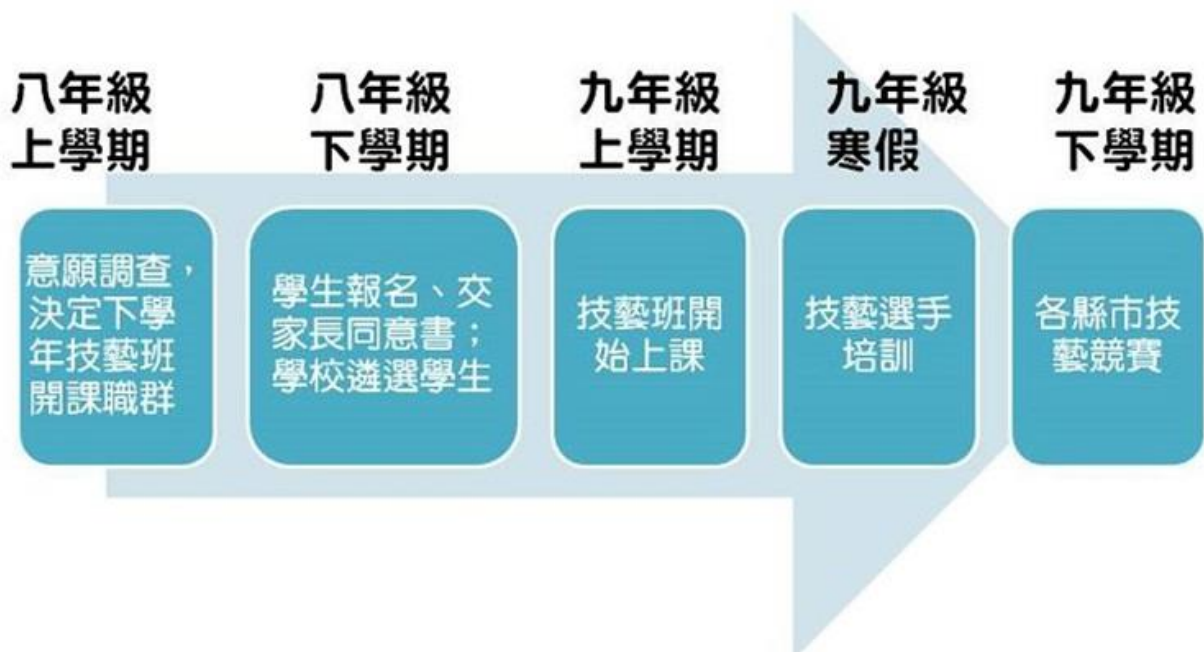 八年級
上學期
八年級
下學期
九年級
上學期
九年級
寒假
九年級
下學期
意願調查，
決定下學
年技藝班
開課職群
學生報名、交
家長同意書；
學校遴選學生
技藝班開
始上課
技藝選手
培訓
各縣市技
藝競賽